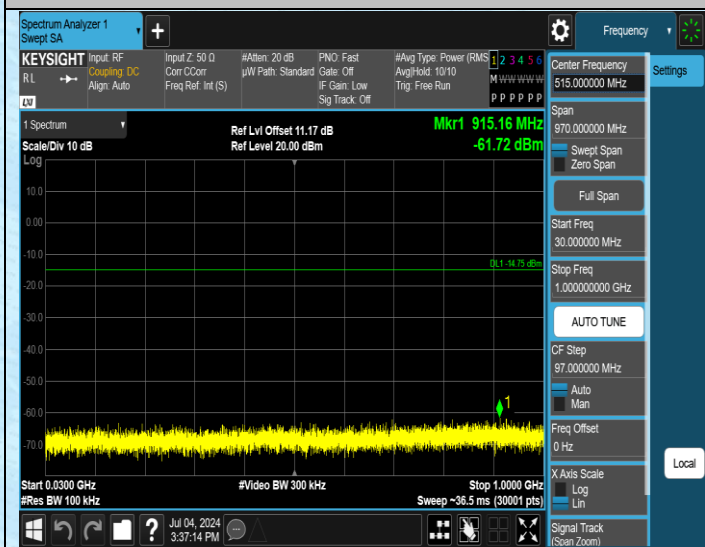 Spectrum Analyzer 1
Swept SA
+
Frequency
KEYSIGHT
RL
LXI
Input: RF
Coupling: DC
Align: Auto
Input Z: 50 Ω
Corr CCorr
Freq Ref: Int (S)
#Atten: 20 dB
µW Path: Standard
PNO: Fast
Gate: Off
IF Gain: Low
Sig Track: Off
#Avg Type: Power (RMS
Avg|Hold: 10/10
Trig: Free Run
1 2 3 4 5 6
M W W W W W
P P P P P P
1 Spectrum
Scale/Div 10 dB
Ref Lvl Offset 11.17 dB
Ref Level 20.00 dBm
Mkr1 915.16 MHz
-61.72 dBm
Log
10.0
0.00
-10.0
DL1 -14.75 dBm
-20.0
-30.0
-40.0
-50.0
-60.0
1
-70.0
Start 0.0300 GHz
#Res BW 100 kHz
#Video BW 300 kHz
Stop 1.0000 GHz
Sweep ~36.5 ms (30001 pts)
Center Frequency
515.000000 MHz
Settings
Span
970.000000 MHz
Swept Span
Zero Span
Full Span
Start Freq
30.000000 MHz
Stop Freq
1.000000000 GHz
AUTO TUNE
CF Step
97.000000 MHz
Auto
Man
Freq Offset
0 Hz
X Axis Scale
Log
Lin
Local
Signal Track
(Span Zoom)
?
Jul 04, 2024
3:37:14 PM